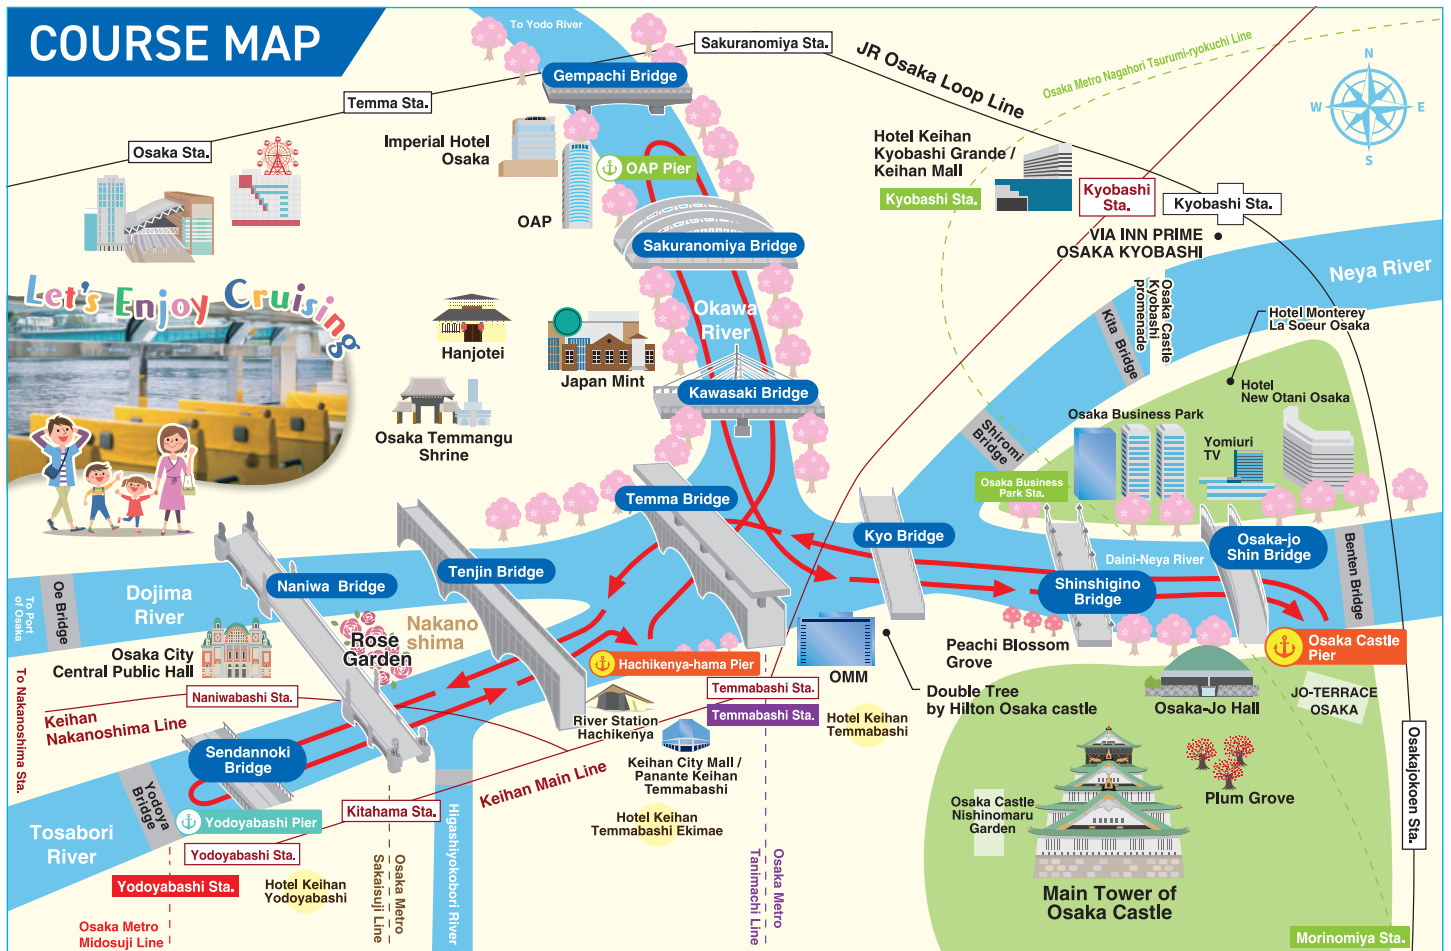 COURSE MAP
To Yodo River
Sakuranomiya Sta.
Gempachi Bridge
JR Osaka Loop Line
Osaka Metro Nagahori Tsurumi-ryokuchi Line
N
W
E
S
Temma Sta.
Osaka Sta.
Imperial Hotel
Osaka
OAP Pier
OAP
Hotel Keihan
Kyobashi Grande /
Keihan Mall
Kyobashi Sta.
Kyobashi
Sta.
Kyobashi Sta.
VIA INN PRIME
OSAKA KYOBASHI
Sakuranomiya Bridge
Neya River
Let's Enjoy Cruising
Okawa
River
Hanjotei
Japan Mint
Kawasaki Bridge
Osaka Temmangu
Shrine
Kita Bridge
Osaka Castle
Kyobashi
promenade
Hotel Monterey
La Soeur Osaka
Hotel
New Otani Osaka
Osaka Business Park
Yomiuri
TV
Shiromi
Bridge
Osaka Business
Park Sta.
Temma Bridge
Kyo Bridge
Osaka-jo
Shin Bridge
Daini-Neya River
Shinshigino
Bridge
Benten Bridge
Tenjin Bridge
Naniwa Bridge
Oe Bridge
To Port
of Osaka
Dojima
River
Rose
Garden
Nakano
shima
Osaka City
Central Public Hall
Hachikenya-hama Pier
OMM
Peachi Blossom
Grove
Double Tree
by Hilton Osaka castle
Osaka Castle
Pier
Osaka-Jo Hall
JO-TERRACE
OSAKA
To Nakanoshima Sta.
Naniwabashi Sta.
Keihan
Nakanoshima Line
Temmabashi Sta.
Temmabashi Sta.
River Station
Hachikenya
Hotel Keihan
Temmabashi
Keihan City Mall /
Panante Keihan
Temmabashi
Sendannoki
Bridge
Yodoya
Bridge
Keihan Main Line
Kitahama Sta.
Yodoyabashi Pier
Tosabori
River
Yodoyabashi Sta.
Yodoyabashi Sta.
Hotel Keihan
Yodoyabashi
Hotel Keihan
Temmabashi Ekimae
Osaka Metro
Midosuji Line
Osaka Metro
Sakaisuji Line
Higashiyokobori River
Osaka Metro
Tanimachi Line
Osaka Castle
Nishinomaru
Garden
Plum Grove
Main Tower of
Osaka Castle
Osakajokoen Sta.
Morinomiya Sta.